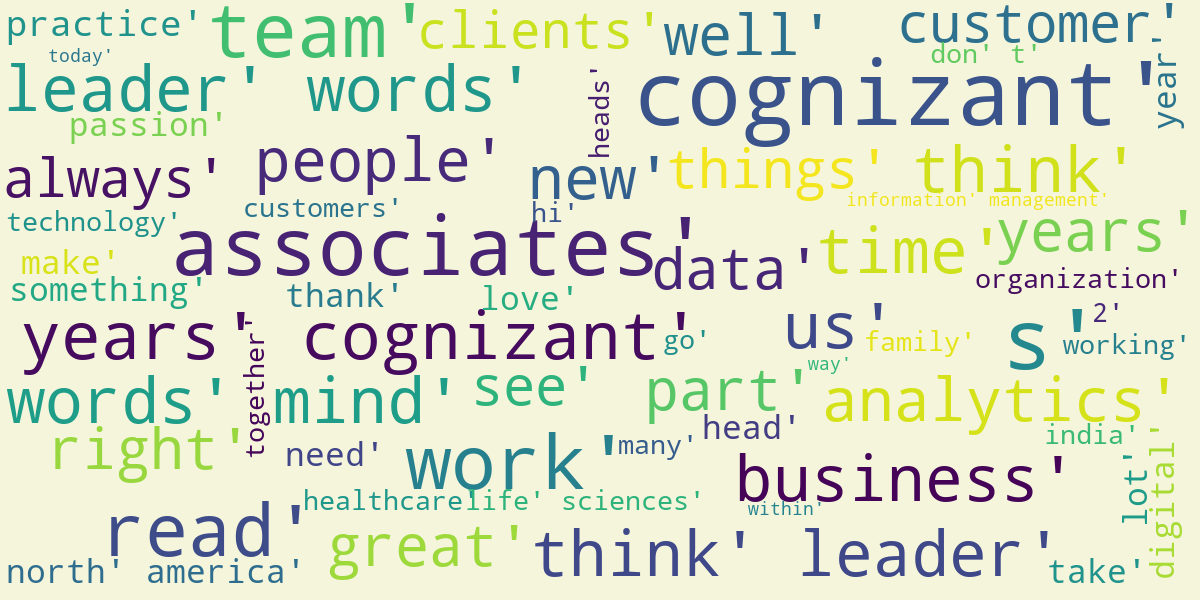 practice' team' clients' well' customer'
today' don' t'
leader' words' heads' cognizant' year'
passion'
always' people' new' things' think'
technology' customers' hi' information' management'
associates' data' time' years'
make' organization'
something' thank' love'
years' cognizant' go' us' family' s' 2' working'
together' way'
words' mind' see' part' analytics'
right' need' work' many' head' india'
business' lot' digital'
healthcare life' sciences' within'
read' great' think' leader'
north' america' take'